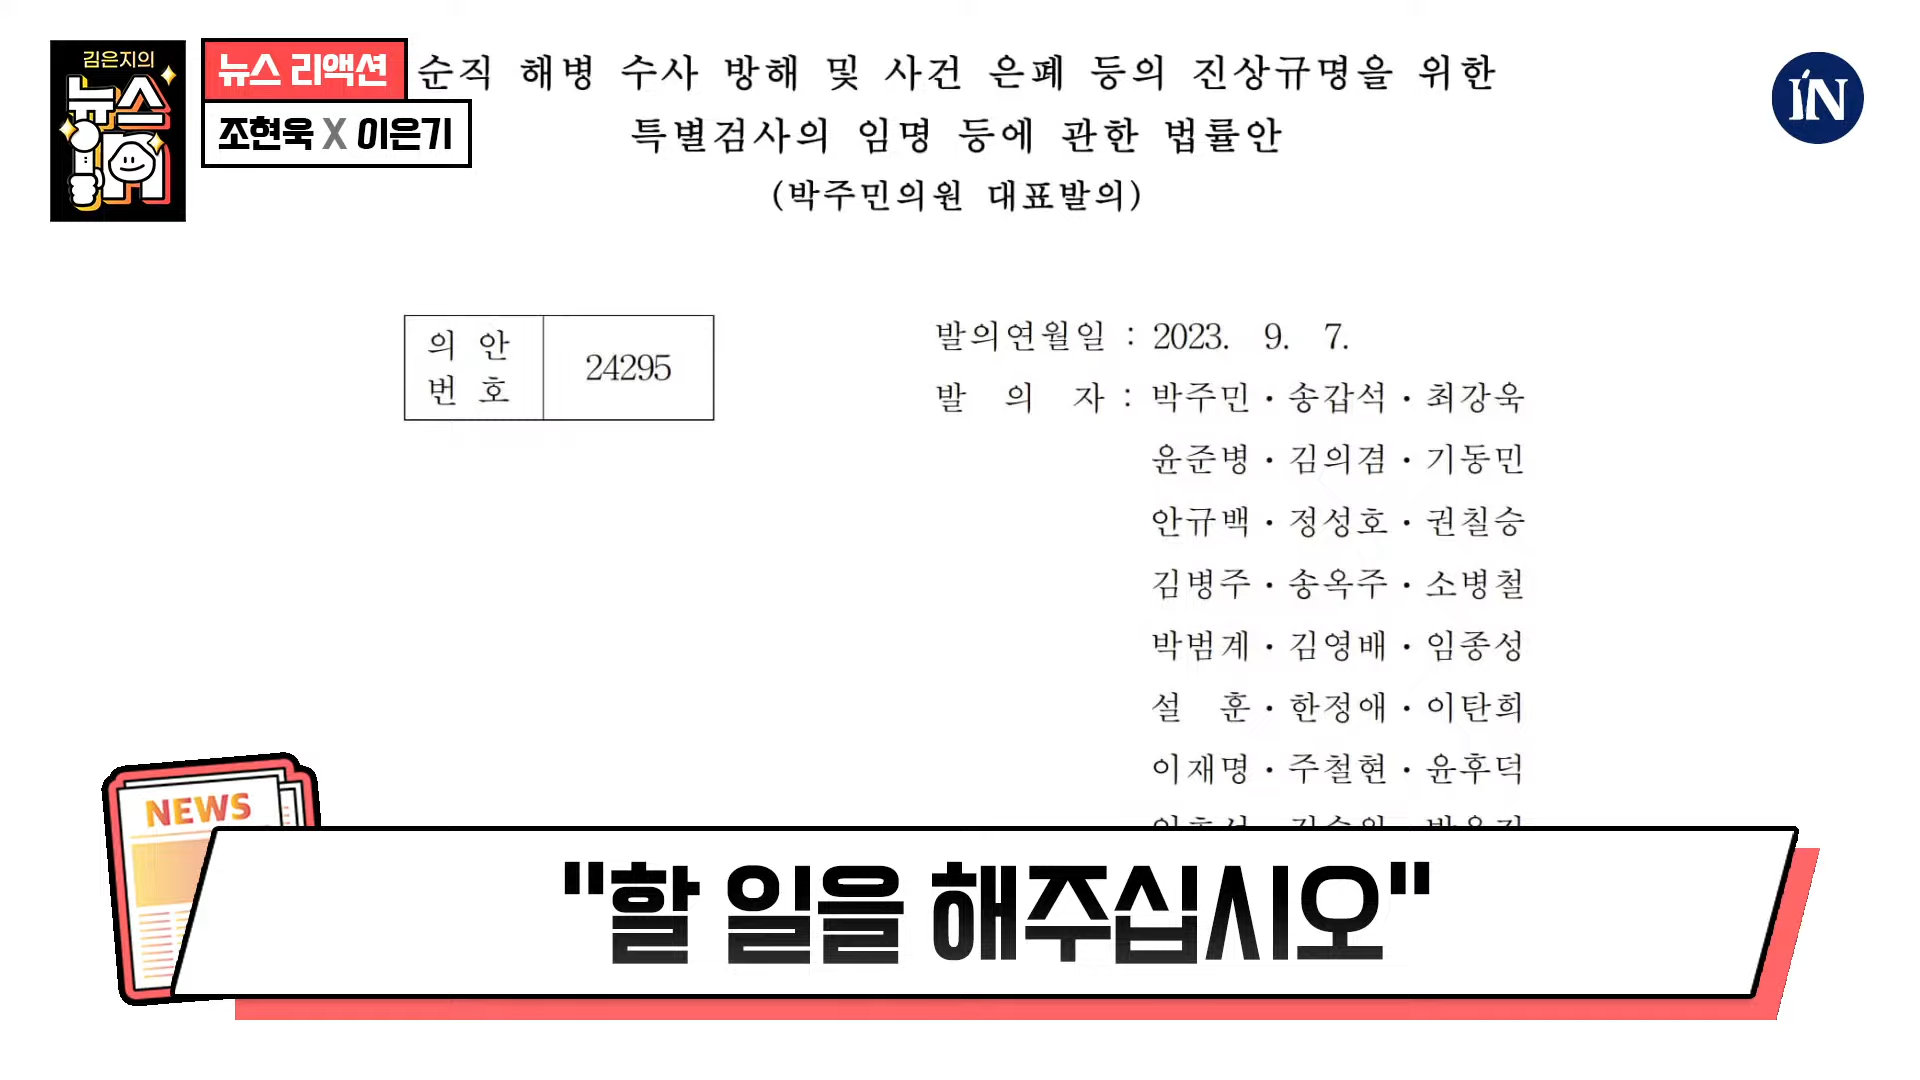 김은지의
뉴스IN
뉴스 리액션
조현욱 X 이은기
순직 해병 수사 방해 및 사건 은폐 등의 진상규명을 위한
특별검사의 임명 등에 관한 법률안
(박주민의원 대표발의)
IN
의 안
번 호
24295
발의연월일 : 2023. 9. 7.
발 의 자 : 박주민·송갑석·최강욱
윤준병·김의겸·기동민
안규백·정성호·권칠승
김병주·송옥주·소병철
박범계·김영배·임종성
설 훈·한정애·이탄희
이재명·주철현·윤후덕
NEWS
"할 일을 해주십시오"